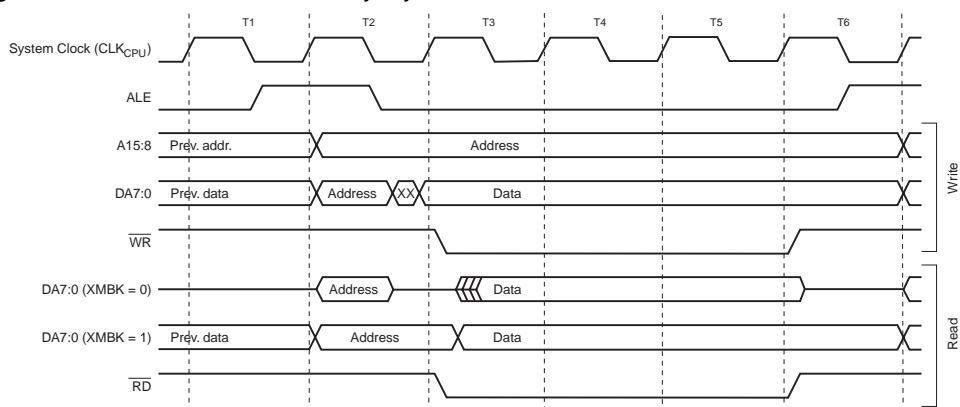 T1 T2 T3 T4 T5 T6
System Clock (CLKCPU)
ALE
A15:8 Prev. addr. Address
DA7:0 Prev. data Address XX Data
WR
Write
DA7:0 (XMBK = 0) Address Data
DA7:0 (XMBK = 1) Prev. data Address Data
RD
Read